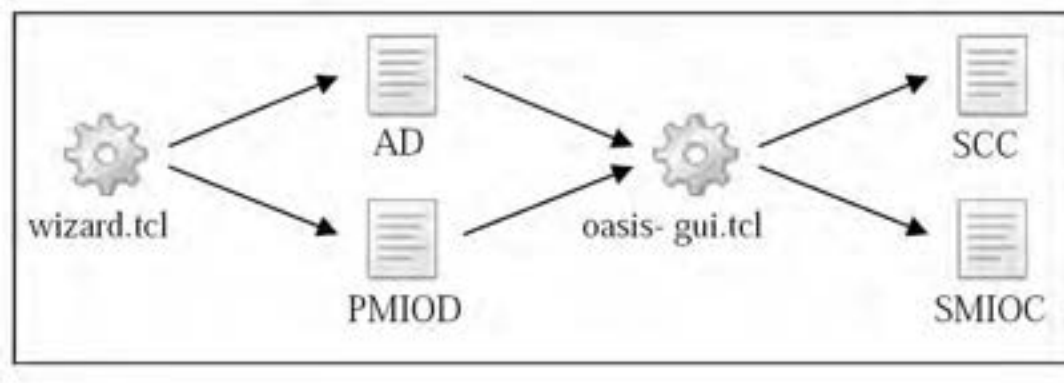 AD
SCC
wizard.tcl
oasis- gui.tcl
PMIOD
SMIOC